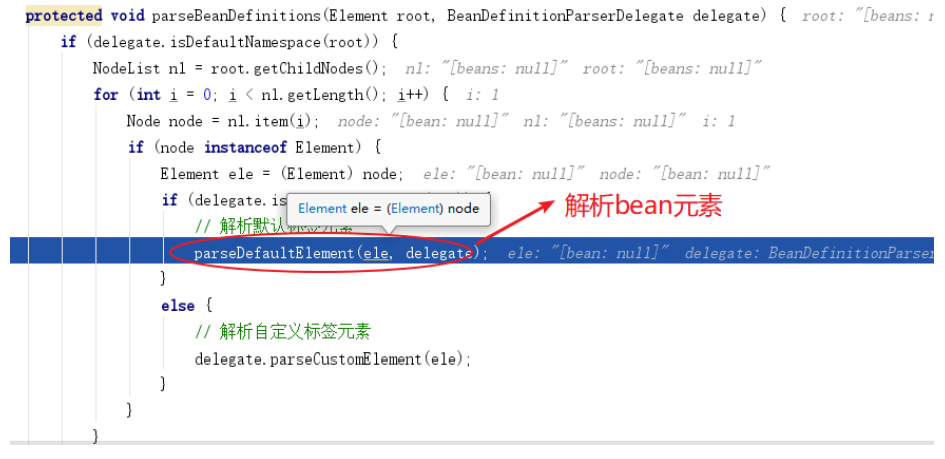 protected void parseBeanDefinitions(Element root, BeanDefinitionParserDelegate delegate) { root: "[beans: 
if (delegate.isDefaultNamespace(root)) {
NodeList nl = root.getChildNodes(); nl: "[beans: null]" root: "[beans: null]"
for (int i = 0; i < nl.getLength(); i++) { i: 1
Node node = nl.item(i); node: "[bean: null]" nl: "[beans: null]" i: 1
if (node instanceof Element) {
Element ele = (Element) node; ele: "[bean: null]" node: "[bean: null]"
if (delegate.is
Element ele = (Element) node
解析bean元素
// 解析默认标签元素
parseDefaultElement(ele, delegate); ele: "[bean: null]" delegate: BeanDefinitionParser
}
else {
// 解析自定义标签元素
delegate.parseCustomElement(ele);
}
}
}